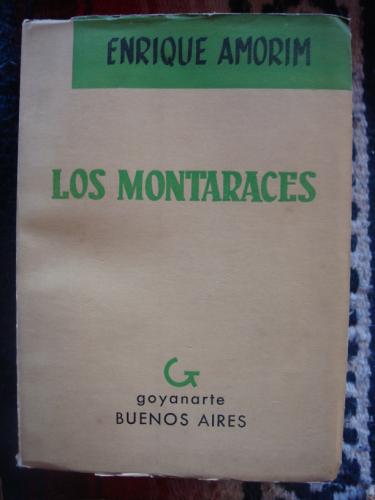 ENRIQUE AMORIM
LOS MONTARACES
G
goyanarte
BUENOS AIRES